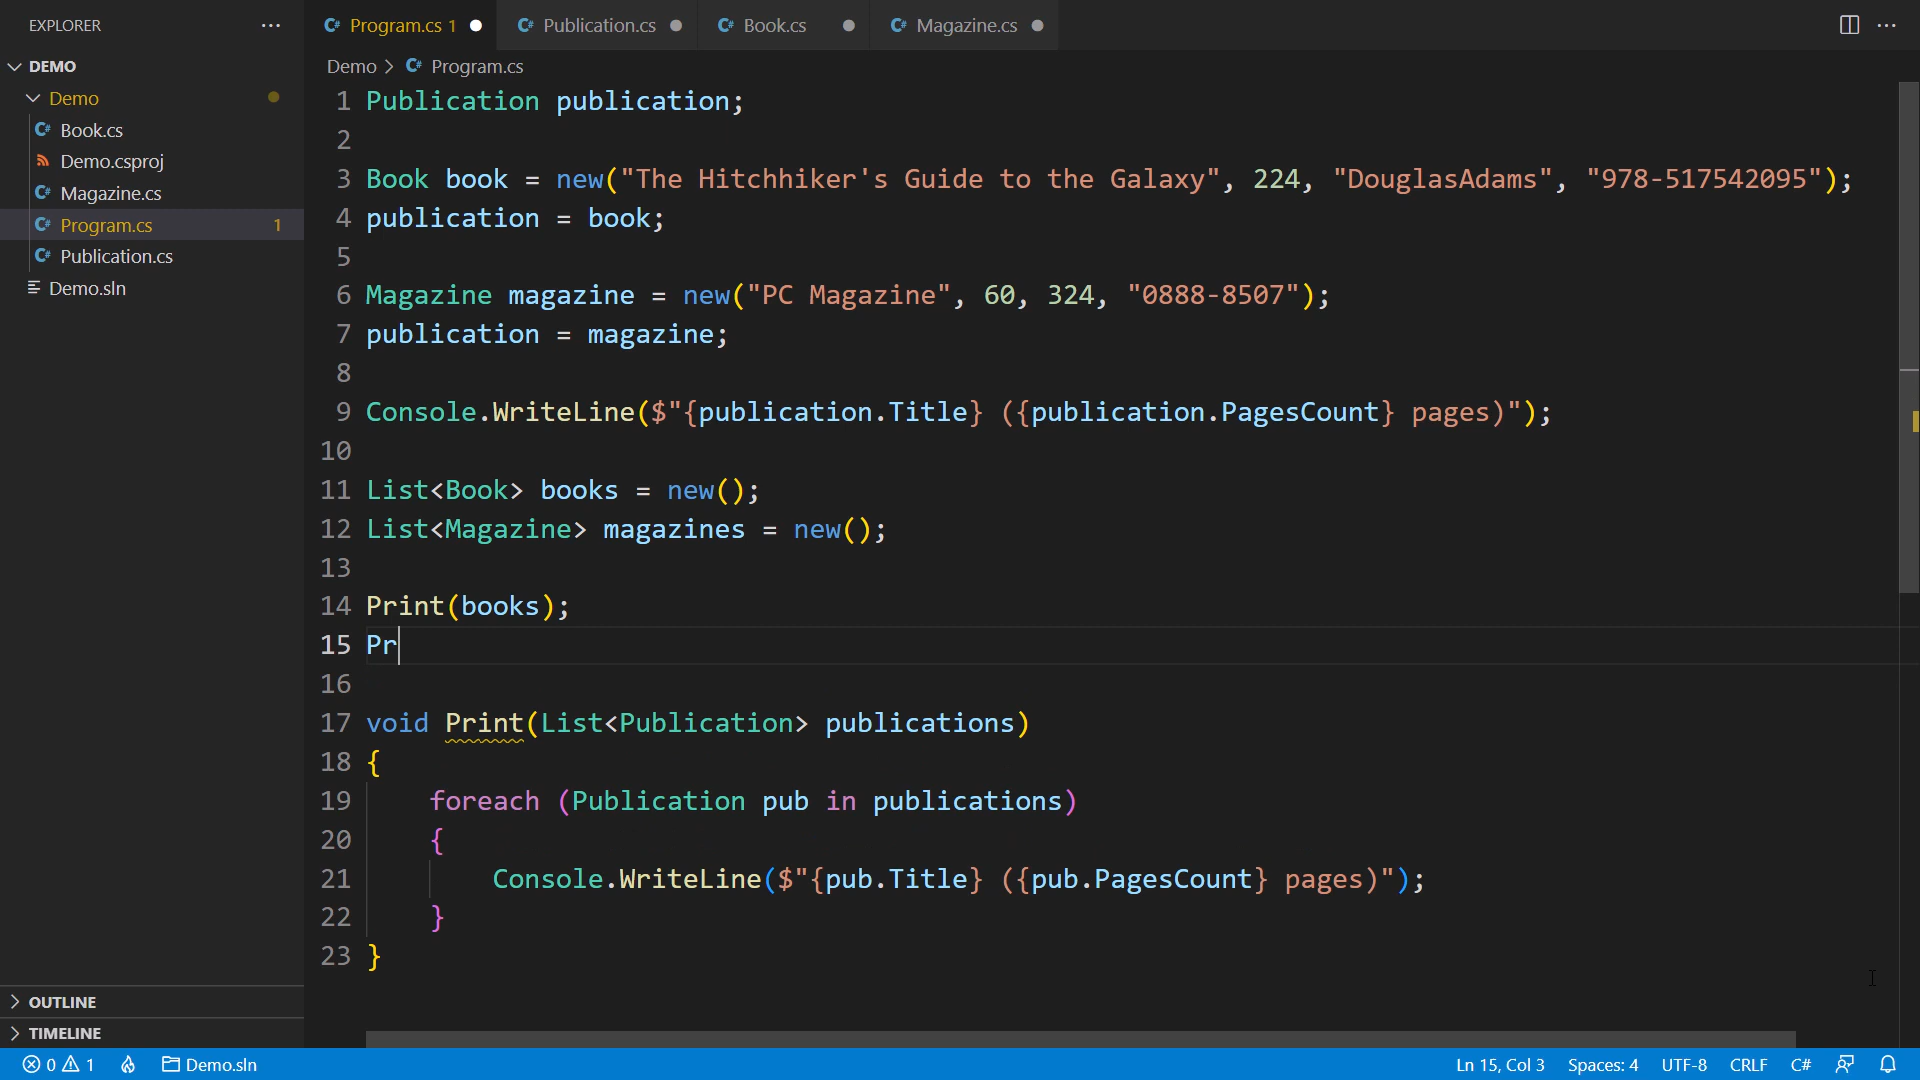 EXPLORER
DEMO
Demo
Book.cs
Demo.csproj
Magazine.cs
Program.cs 1
Publication.cs
Demo.sln
OUTLINE
TIMELINE
Program.cs 1 Publication.cs Book.cs Magazine.cs
Demo > Program.cs
1 Publication publication;
2
3 Book book = new("The Hitchhiker's Guide to the Galaxy", 224, "DouglasAdams", "978-517542095");
4 publication = book;
5
6 Magazine magazine = new("PC Magazine", 60, 324, "0888-8507");
7 publication = magazine;
8
9 Console.WriteLine($"{publication.Title} ({publication.PagesCount} pages)");
10
11 List<Book> books = new();
12 List<Magazine> magazines = new();
13
14 Print(books);
15 Pr
16
17 void Print(List<Publication> publications)
18 {
19 foreach (Publication pub in publications)
20 {
21 Console.WriteLine($"{pub.Title} ({pub.PagesCount} pages)");
22 }
23 }
0 1 Demo.sln Ln 15, Col 3 Spaces: 4 UTF-8 CRLF C#